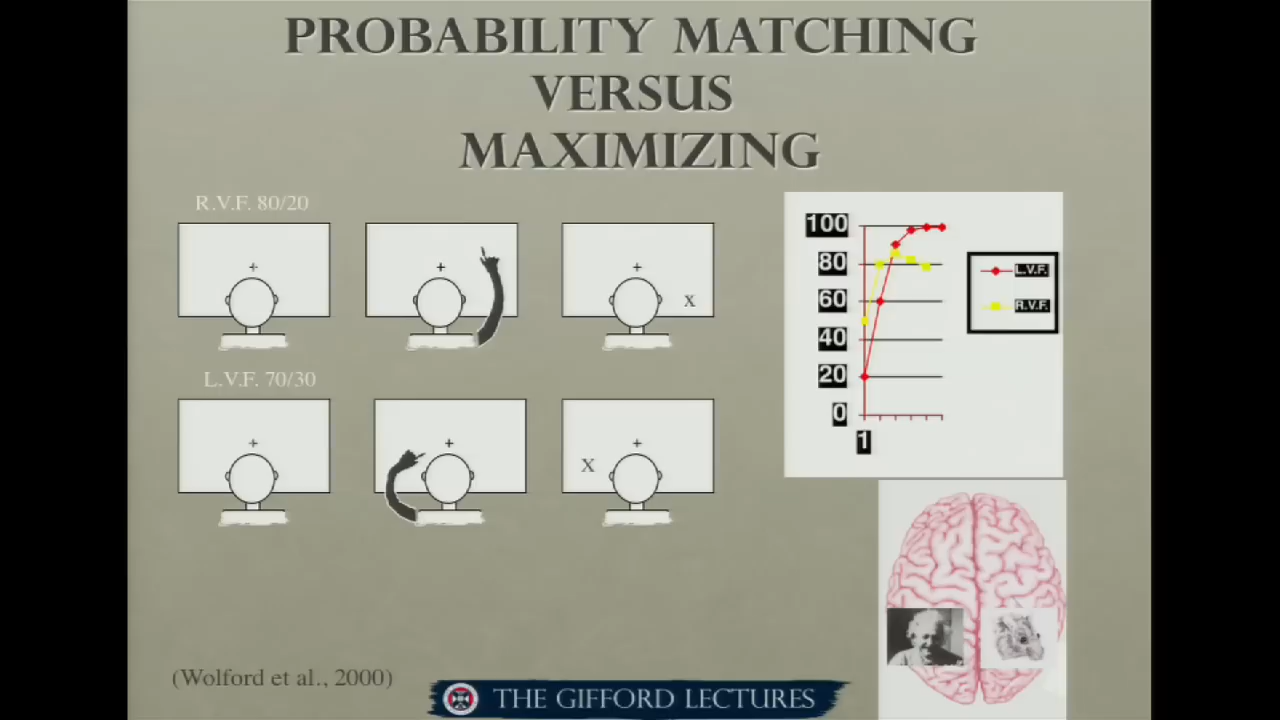 PROBABILITY MATCHING
VERSUS
MAXIMIZING
R.V.F. 80/20
+
+
+
X
L.V.F. 70/30
+
+
+
X
100
80
60
40
20
0
1
L.V.F.
R.V.F.
(Wolford et al., 2000)
THE GIFFORD LECTURES